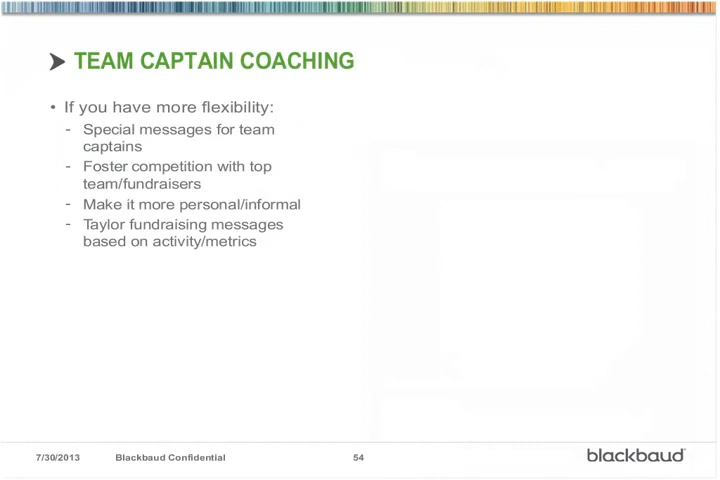 TEAM CAPTAIN COACHING
• If you have more flexibility:
- Special messages for team
captains
- Foster competition with top
team/fundraisers
- Make it more personal/informal
- Taylor fundraising messages
based on activity/metrics
7/30/2013 Blackbaud Confidential 54 blackbaud